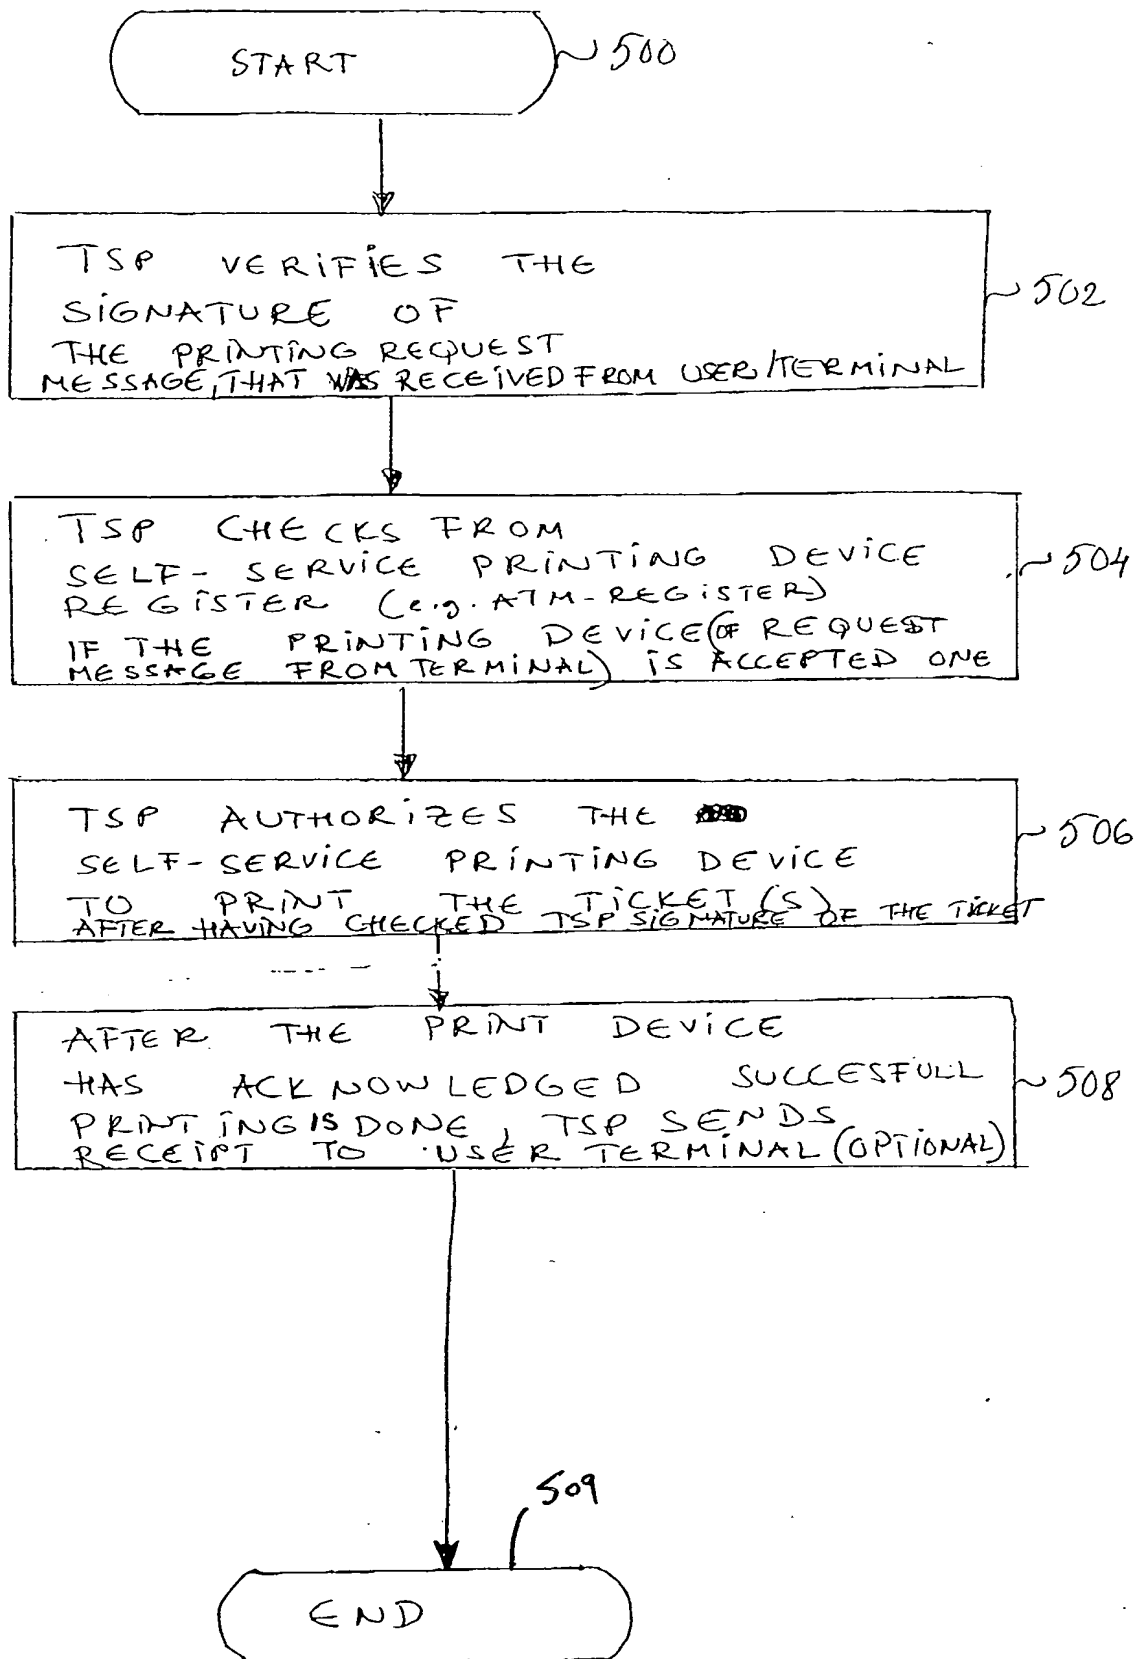 START
500
TSP VERIFIES THE
SIGNATURE OF
THE PRINTING REQUEST
MESSAGE, THAT WAS RECEIVED FROM USER/TERMINAL
502
TSP CHECKS FROM
SELF-SERVICE PRINTING DEVICE
REGISTER (e.g. ATM-REGISTER)
IF THE PRINTING DEVICE (OF REQUEST
MESSAGE FROM TERMINAL) IS ACCEPTED ONE
504
TSP AUTHORIZES THE
SELF-SERVICE PRINTING DEVICE
TO PRINT THE TICKET(S)
AFTER HAVING CHECKED TSP SIGNATURE OF THE TICKET
506
AFTER THE PRINT DEVICE
HAS ACKNOWLEDGED SUCCESFULL
PRINTING IS DONE, TSP SENDS
RECEIPT TO USER TERMINAL (OPTIONAL)
508
509
END